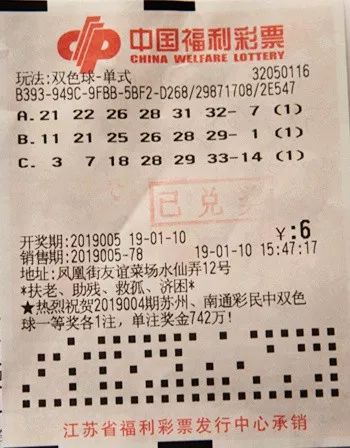 中国福利彩票
CHINA WELFARE LOTTERY
玩法:双色球-单式 32050116
B393-949C-9FBB-5BF2-D268/29871708/2E547
A.21 22 26 28 31 32-7 (1)
B.11 21 25 26 28 29-1 (1)
C.3 7 18 28 29 33-14 (1)
已兑奖
开奖期:2019005 19-01-10 ¥:6
销售期:2019005-78 19-01-10 15:47:17
地址:凤凰街友谊菜场水仙弄12号
*扶老、助残、救孤、济困*
★热烈祝贺2019004期苏州、南通彩民中双色
球一等奖各1注,单注奖金742万!
江苏省福利彩票发行中心承销